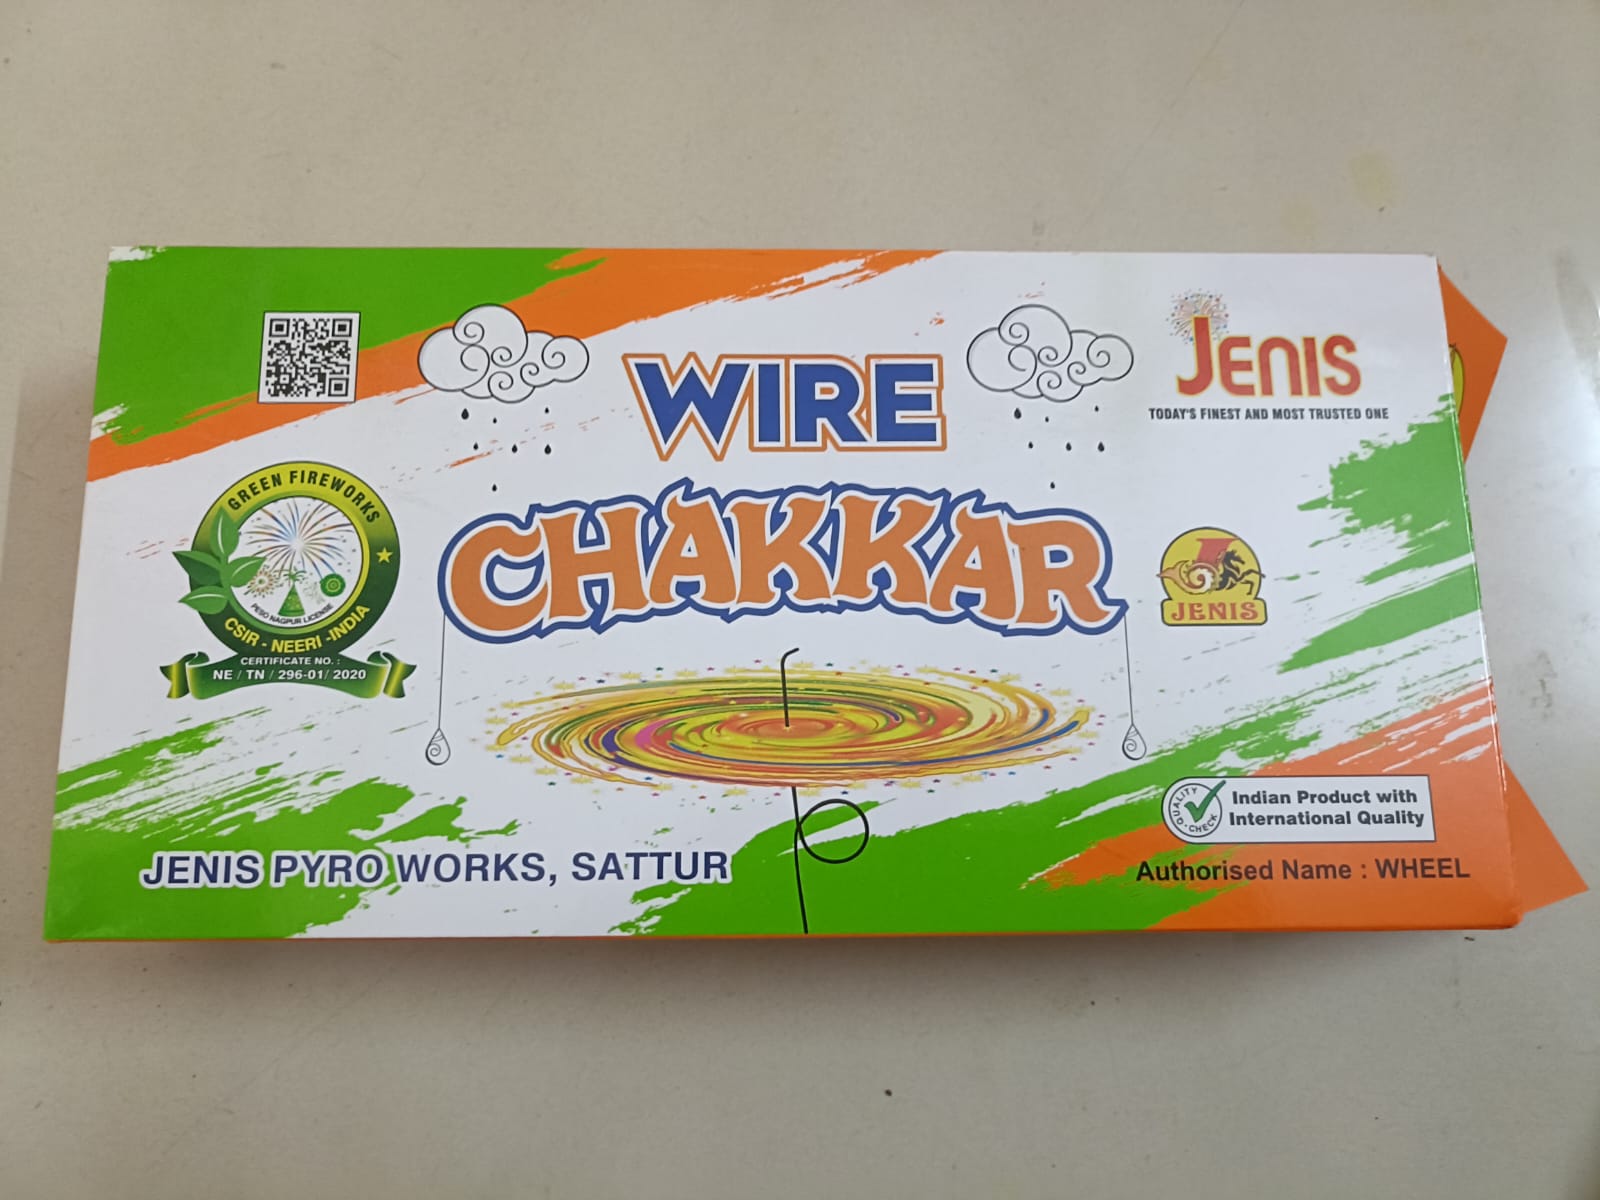 JENIS
TODAY'S FINEST AND MOST TRUSTED ONE
WIRE
CHAKKAR
GREEN FIREWORKS
PESO NAGPUR LICENSE
CSIR - NEERI - INDIA
CERTIFICATE NO. :
NE / TN / 296-01/ 2020
JENIS
QUALITY
CHECK
Indian Product with
International Quality
JENIS PYRO WORKS, SATTUR
Authorised Name : WHEEL